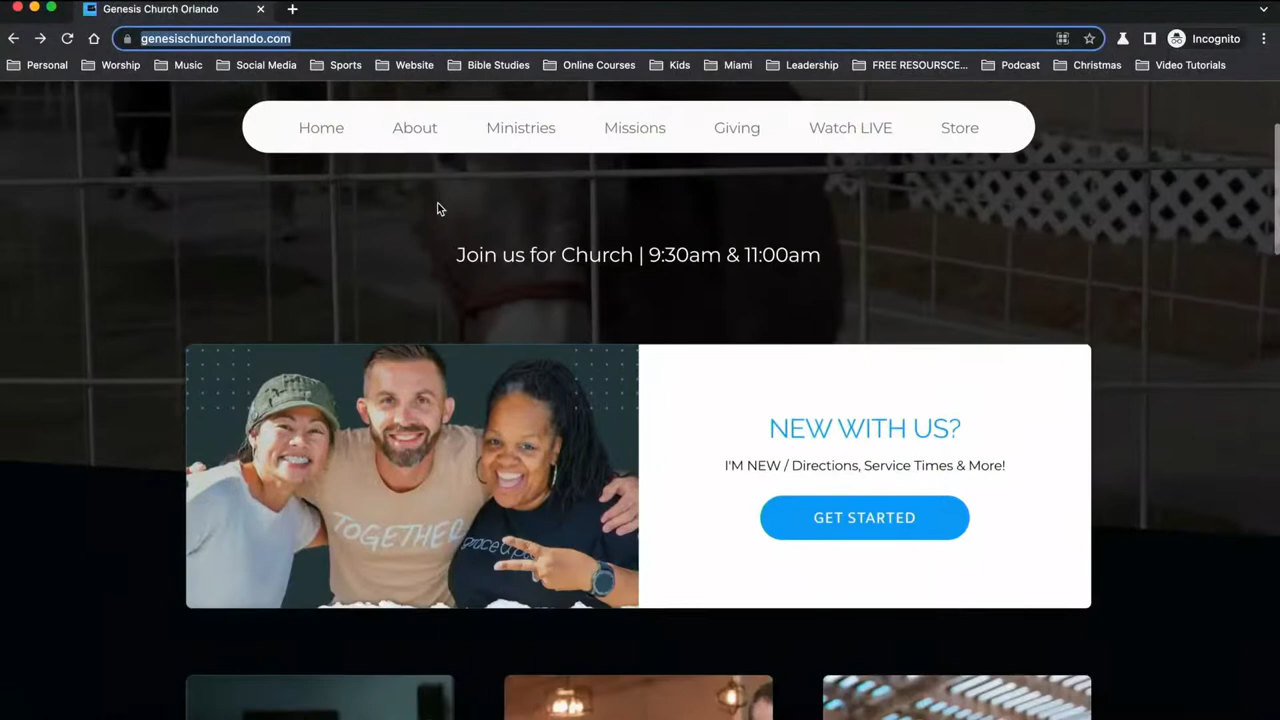 Genesis Church Orlando
genesischurchorlando.com
Incognito
Personal Worship Music Social Media Sports Website Bible Studies Online Courses Kids Miami Leadership FREE RESOURSCE... Podcast Christmas Video Tutorials
Home About Ministries Missions Giving Watch LIVE Store
Join us for Church | 9:30am & 11:00am
NEW WITH US?
I'M NEW / Directions, Service Times & More!
GET STARTED
TOGETHER